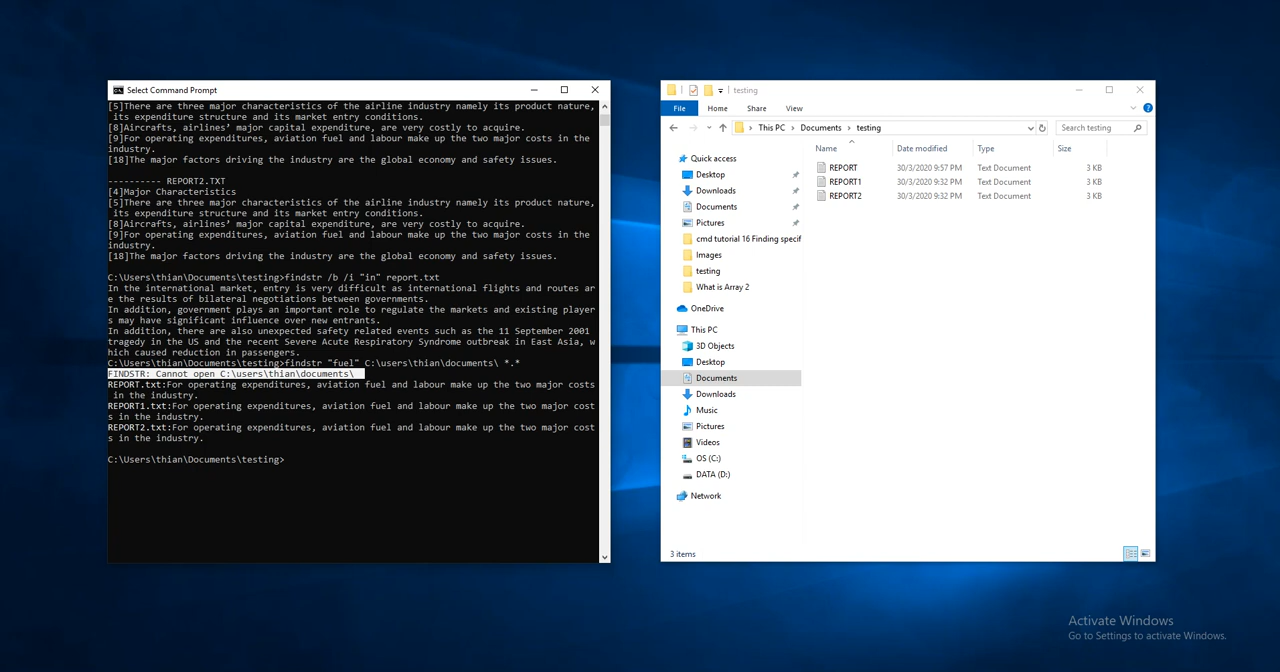 Select Command Prompt
[5]There are three major characteristics of the airline industry namely its product nature,
its expenditure structure and its market entry conditions.
[8]Aircrafts, airlines' major capital expenditure, are very costly to acquire.
[9]For operating expenditures, aviation fuel and labour make up the two major costs in the
industry.
[18]The major factors driving the industry are the global economy and safety issues.
---------- REPORT2.TXT
[4]Major Characteristics
[5]There are three major characteristics of the airline industry namely its product nature,
its expenditure structure and its market entry conditions.
[8]Aircrafts, airlines' major capital expenditure, are very costly to acquire.
[9]For operating expenditures, aviation fuel and labour make up the two major costs in the
industry.
[18]The major factors driving the industry are the global economy and safety issues.
C:\Users\thian\Documents\testing>findstr /b /i "in" report.txt
In the international market, entry is very difficult as international flights and routes ar
e the results of bilateral negotiations between governments.
In addition, government plays an important role to regulate the markets and existing player
s may have significant influence over new entrants.
In addition, there are also unexpected safety related events such as the 11 September 2001
tragedy in the US and the recent Severe Acute Respiratory Syndrome outbreak in East Asia, w
hich caused reduction in passengers.
C:\Users\thian\Documents\testing>findstr "fuel" C:\users\thian\documents\ *.*
FINDSTR: Cannot open C:\users\thian\documents\
REPORT.txt:For operating expenditures, aviation fuel and labour make up the two major costs
in the industry.
REPORT1.txt:For operating expenditures, aviation fuel and labour make up the two major cost
s in the industry.
REPORT2.txt:For operating expenditures, aviation fuel and labour make up the two major cost
s in the industry.
C:\Users\thian\Documents\testing>
testing
File Home Share View
This PC > Documents > testing
Search testing
Name Date modified Type Size
REPORT 30/3/2020 9:57 PM Text Document 3 KB
REPORT1 30/3/2020 9:32 PM Text Document 3 KB
REPORT2 30/3/2020 9:32 PM Text Document 3 KB
Quick access
Desktop
Downloads
Documents
Pictures
cmd tutorial 16 Finding specif
Images
testing
What is Array 2
OneDrive
This PC
3D Objects
Desktop
Documents
Downloads
Music
Pictures
Videos
OS (C:)
DATA (D:)
Network
3 items
Activate Windows
Go to Settings to activate Windows.